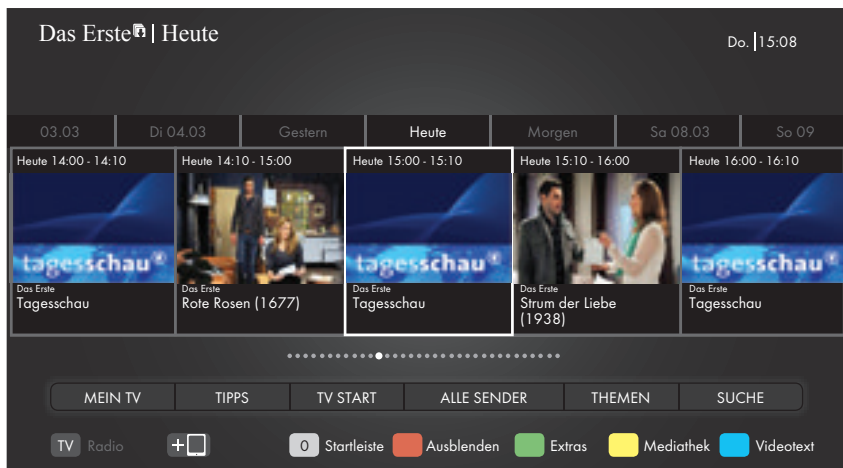 Das Erste | Heute
Do. 15:08
03.03 Di 04.03 Gestern Heute Morgen Sa 08.03 So 09
Heute 14:00 - 14:10 Heute 14:10 - 15:00 Heute 15:00 - 15:10 Heute 15:10 - 16:00 Heute 16:00 - 16:10
tagesschau tagesschau tagesschau
Das Erste Das Erste Das Erste Das Erste Das Erste
Tagesschau Rote Rosen (1677) Tagesschau Strum der Liebe Tagesschau
(1938)
MEIN TV TIPPS TV START ALLE SENDER THEMEN SUCHE
TV Radio + 0 Startleiste Ausblenden Extras Mediathek Videotext